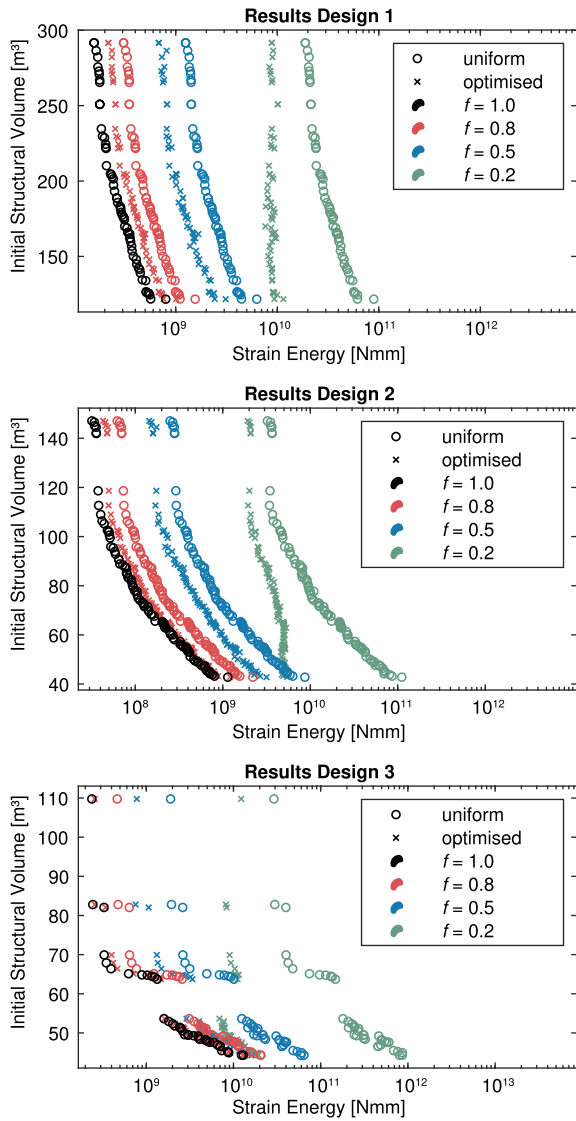 Results Design 1
Initial Structural Volume [m³]
300
250
200
150
uniform
optimised
f = 1.0
f = 0.8
f = 0.5
f = 0.2
10⁹ 10¹⁰ 10¹¹ 10¹²
Strain Energy [Nmm]
Results Design 2
Initial Structural Volume [m³]
140
120
100
80
60
40
uniform
optimised
f = 1.0
f = 0.8
f = 0.5
f = 0.2
10⁸ 10⁹ 10¹⁰ 10¹¹ 10¹²
Strain Energy [Nmm]
Results Design 3
Initial Structural Volume [m³]
110
100
90
80
70
60
50
uniform
optimised
f = 1.0
f = 0.8
f = 0.5
f = 0.2
10⁹ 10¹⁰ 10¹¹ 10¹² 10¹³
Strain Energy [Nmm]